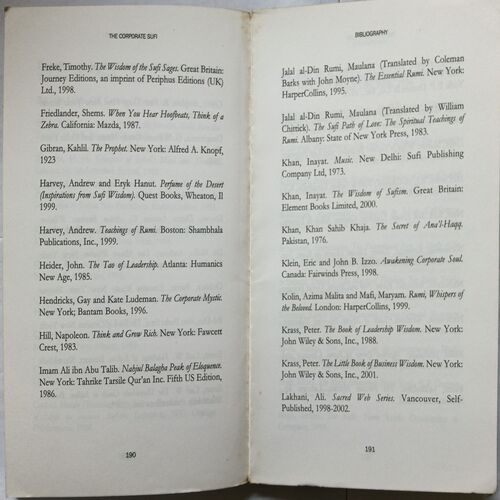 THE CORPORATE SUFI
Freke, Timothy. The Wisdom of the Sufi Sages. Great Britain:
Journey Editions, an imprint of Periphus Editions (UK)
Ltd., 1998.
Friedlander, Shems. When You Hear Hoofbeats, Think of a
Zebra. California: Mazda, 1987.
Gibran, Kahlil. The Prophet. New York: Alfred A. Knopf,
1923
Harvey, Andrew and Eryk Hanut. Perfume of the Desert
(Inspirations from Sufi Wisdom). Quest Books, Wheaton, Il
1999.
Harvey, Andrew. Teachings of Rumi. Boston: Shambhala
Publications, Inc., 1999.
Heider, John. The Tao of Leadership. Atlanta: Humanics
New Age, 1985.
Hendricks, Gay and Kate Ludeman. The Corporate Mystic.
New York; Bantam Books, 1996.
Hill, Napoleon. Think and Grow Rich. New York: Fawcett
Crest, 1983.
Imam Ali ibn Abu Talib. Nahjul Balagha Peak of Eloquence.
New York: Tahrike Tarsile Qur'an Inc. Fifth US Edition,
1986.
190
BIBLIOGRAPHY
Jalal al-Din Rumi, Maulana (Translated by Coleman
Barks with John Moyne). The Essential Rumi. New York:
HarperCollins, 1995.
Jalal al-Din Rumi, Maulana (Translated by William
Chittick). The Sufi Path of Love: The Spiritual Teachings of
Rumi. Albany: State of New York Press, 1983.
Khan, Inayat. Music. New Delhi: Sufi Publishing
Company Ltd, 1973.
Khan, Inayat. The Wisdom of Sufism. Great Britain:
Element Books Limited, 2000.
Khan, Khan Sahib Khaja. The Secret of Ana'l-Haqq.
Pakistan, 1976.
Klein, Eric and John B. Izzo. Awakening Corporate Soul.
Canada: Fairwinds Press, 1998.
Kolin, Azima Melita and Mafi, Maryam. Rumi, Whispers of
the Beloved. London: HarperCollins, 1999.
Krass, Peter. The Book of Leadership Wisdom. New York:
John Wiley & Sons, Inc., 1988.
Krass, Peter. The Little Book of Business Wisdom. New York:
John Wiley & Sons, Inc., 2001.
Lakhani, Ali. Sacred Web Series. Vancouver, Self-
Published, 1998-2002.
191